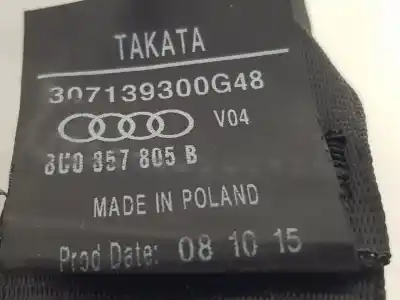 TAKATA
307139300G48
V04
8U0 857 805 B
MADE IN POLAND
Prod Date: 08 10 15